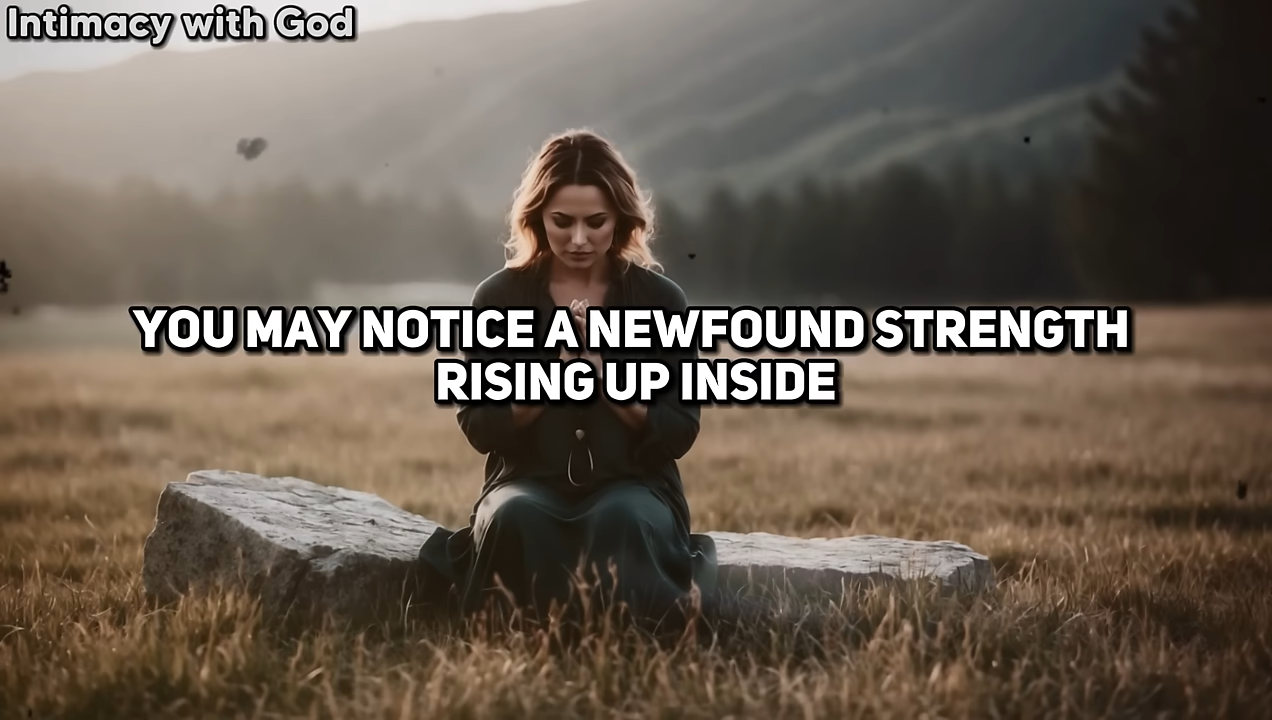 Intimacy with God
YOU MAY NOTICE A NEWFOUND STRENGTH
RISING UP INSIDE